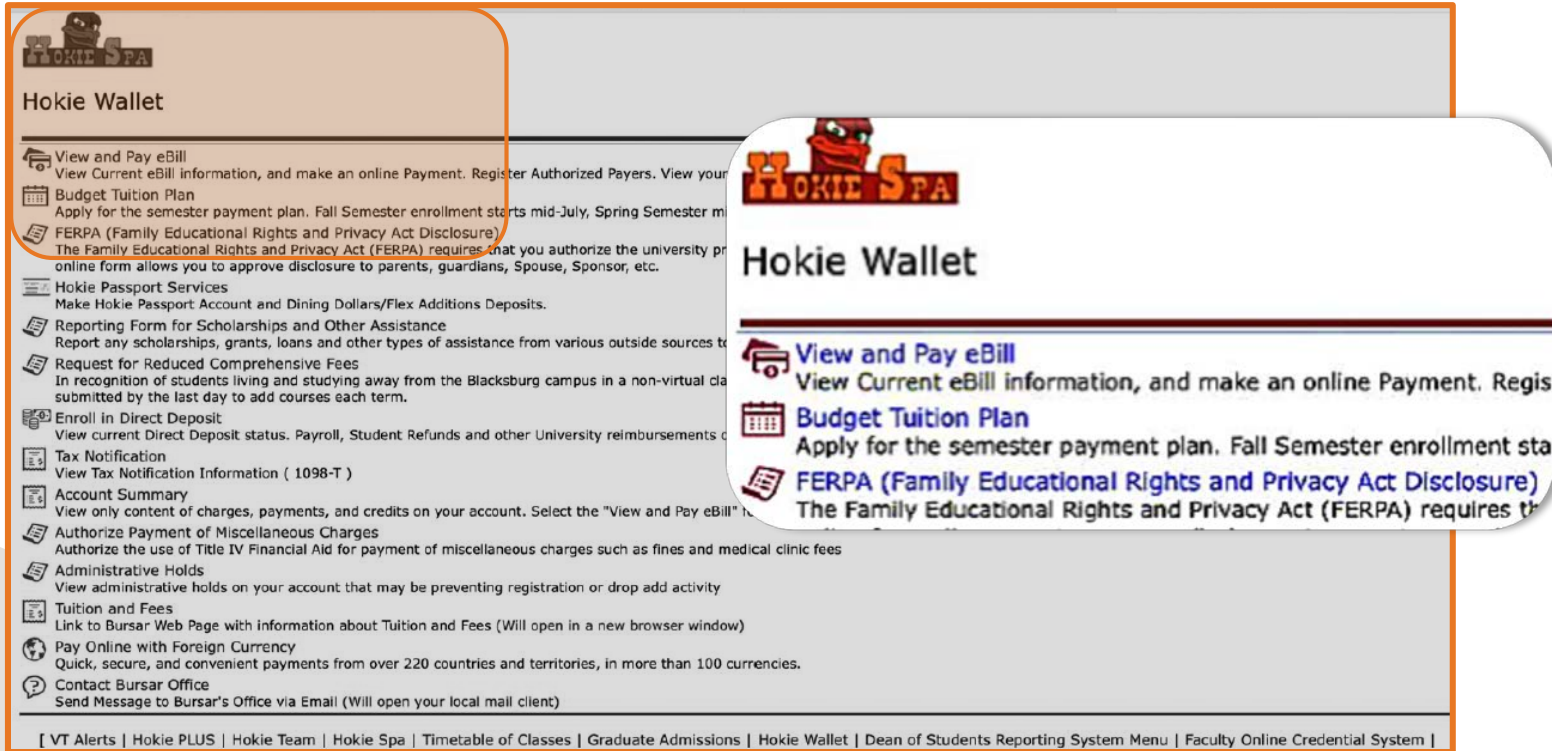 HOKIE SPA
Hokie Wallet
View and Pay eBill
View Current eBill information, and make an online Payment. Register Authorized Payers. View your
Budget Tuition Plan
Apply for the semester payment plan. Fall Semester enrollment starts mid-July, Spring Semester mi
FERPA (Family Educational Rights and Privacy Act Disclosure)
The Family Educational Rights and Privacy Act (FERPA) requires that you authorize the university pr
online form allows you to approve disclosure to parents, guardians, Spouse, Sponsor, etc.
Hokie Passport Services
Make Hokie Passport Account and Dining Dollars/Flex Additions Deposits.
Reporting Form for Scholarships and Other Assistance
Report any scholarships, grants, loans and other types of assistance from various outside sources to
Request for Reduced Comprehensive Fees
In recognition of students living and studying away from the Blacksburg campus in a non-virtual cla
submitted by the last day to add courses each term.
Enroll in Direct Deposit
View current Direct Deposit status. Payroll, Student Refunds and other University reimbursements
Tax Notification
View Tax Notification Information ( 1098-T )
Account Summary
View only content of charges, payments, and credits on your account. Select the "View and Pay eBill"
Authorize Payment of Miscellaneous Charges
Authorize the use of Title IV Financial Aid for payment of miscellaneous charges such as fines and medical clinic fees
Administrative Holds
View administrative holds on your account that may be preventing registration or drop add activity
Tuition and Fees
Link to Bursar Web Page with information about Tuition and Fees (Will open in a new browser window)
Pay Online with Foreign Currency
Quick, secure, and convenient payments from over 220 countries and territories, in more than 100 currencies.
Contact Bursar Office
Send Message to Bursar's Office via Email (Will open your local mail client)
[ VT Alerts | Hokie PLUS | Hokie Team | Hokie Spa | Timetable of Classes | Graduate Admissions | Hokie Wallet | Dean of Students Reporting System Menu | Faculty Online Credential System |
HOKIE SPA
Hokie Wallet
View and Pay eBill
View Current eBill information, and make an online Payment. Regis
Budget Tuition Plan
Apply for the semester payment plan. Fall Semester enrollment sta
FERPA (Family Educational Rights and Privacy Act Disclosure)
The Family Educational Rights and Privacy Act (FERPA) requires th